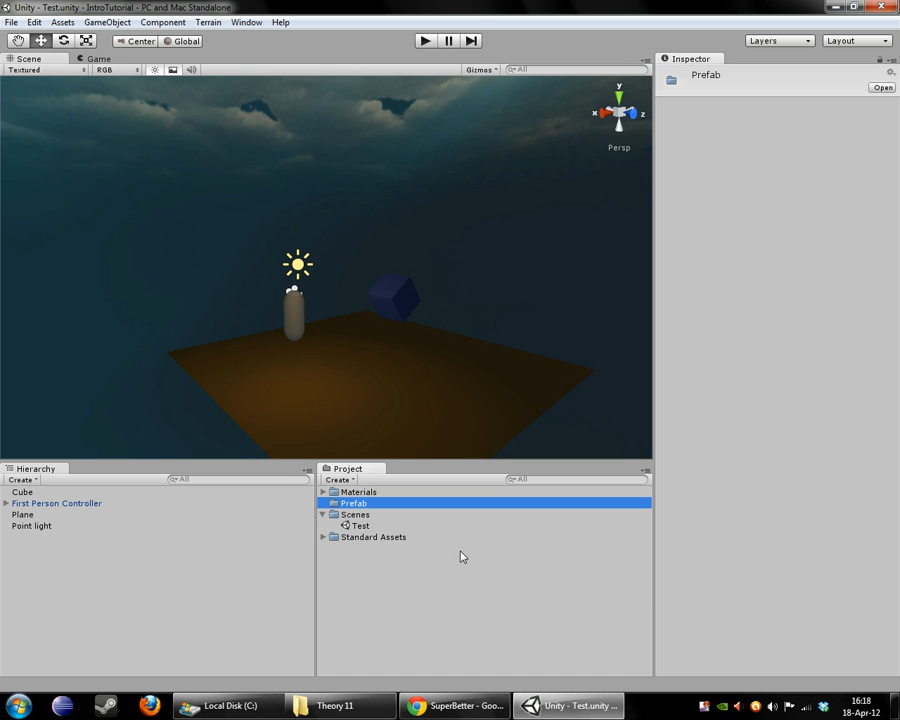 Unity - Test.unity - IntroTutorial - PC and Mac Standalone
File Edit Assets GameObject Component Terrain Window Help
Center Global Layers Layout
Scene Game Inspector
Textured RGB Gizmos All Prefab
Open
y
x z
Persp
Hierarchy Project
Create All Create All
Cube Materials
First Person Controller Prefab
Plane Scenes
Point light Test
Standard Assets
Local Disk (C:) Theory 11 SuperBetter - Goo... Unity - Test.unity ... 16:18
18-Apr-12